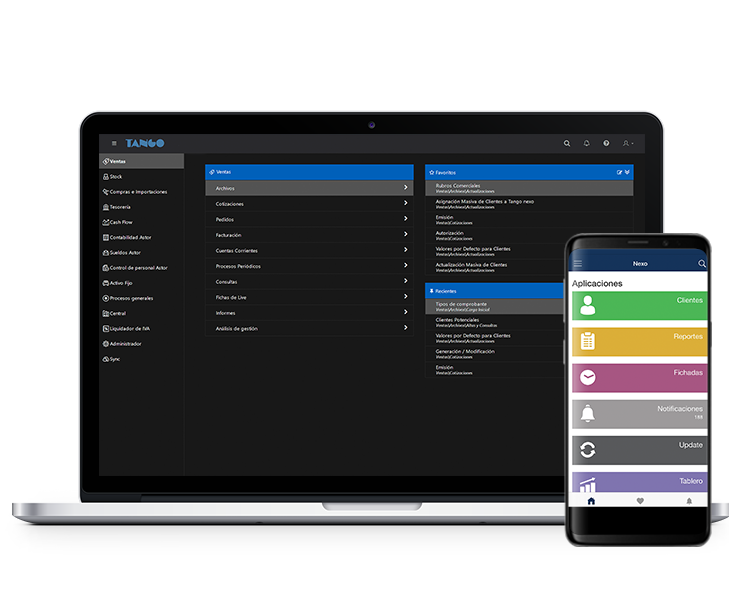 TANGO
Ventas
Stock
Compras e Importaciones
Tesorería
Cash Flow
Contabilidad Astor
Sueldos Astor
Control de personal Astor
Activo Fijo
Procesos generales
Central
Liquidador de IVA
Administrador
Sync
Ventas
Archivos
Cotizaciones
Pedidos
Facturación
Cuentas Corrientes
Procesos Periódicos
Consultas
Fichas de Live
Informes
Análisis de gestión
Favoritos
Rubros Comerciales
Ventas\Archivos\Actualizaciones
Asignación Masiva de Clientes a Tango nexo
Ventas\Archivos\Actualizaciones
Emisión
Ventas\Cotizaciones
Autorización
Ventas\Cotizaciones
Valores por Defecto para Clientes
Ventas\Archivos\Actualizaciones
Actualización Masiva de Clientes
Ventas\Archivos\Actualizaciones
Recientes
Tipos de comprobante
Ventas\Archivos\Carga Inicial
Clientes Potenciales
Ventas\Archivos\Altas y Consultas
Valores por Defecto para Clientes
Ventas\Archivos\Actualizaciones
Generación / Modificación
Ventas\Cotizaciones
Emisión
Ventas\Cotizaciones
Nexo
Aplicaciones
Clientes
Reportes
Fichadas
Notificaciones
188
Update
Tablero